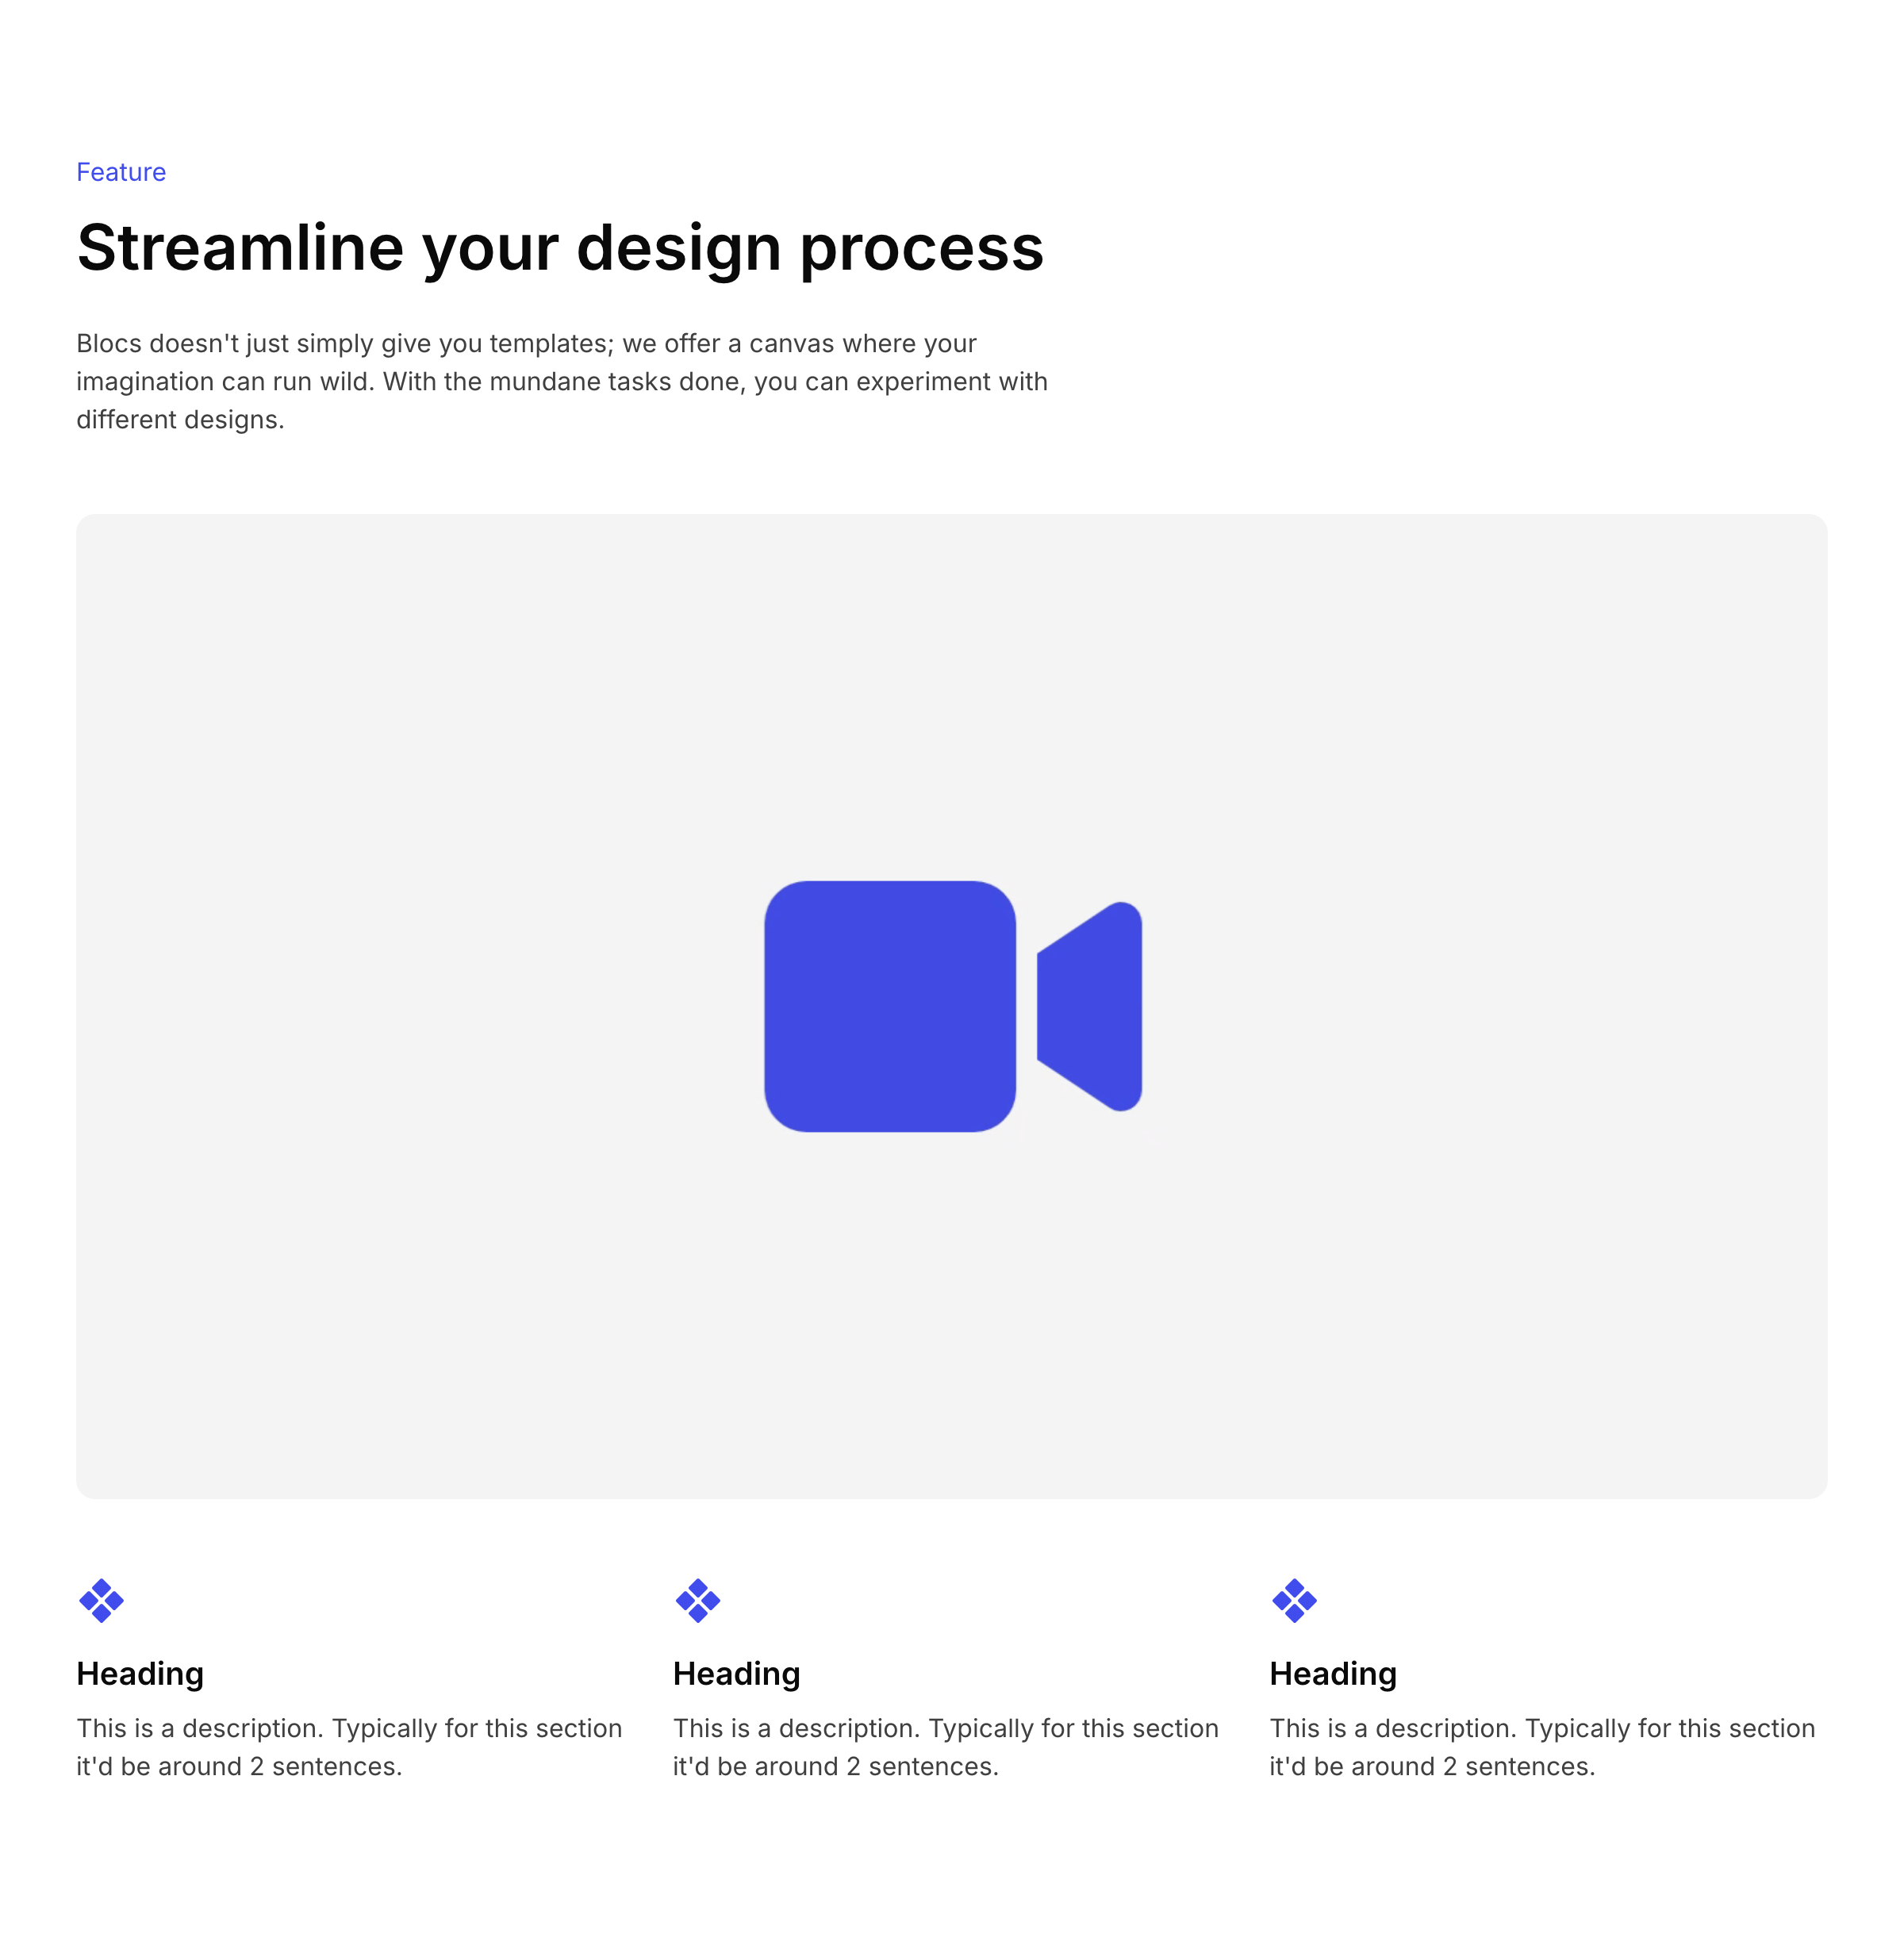 Feature
Streamline your design process
Blocs doesn't just simply give you templates; we offer a canvas where your
imagination can run wild. With the mundane tasks done, you can experiment with
different designs.
Heading
This is a description. Typically for this section
it'd be around 2 sentences.
Heading
This is a description. Typically for this section
it'd be around 2 sentences.
Heading
This is a description. Typically for this section
it'd be around 2 sentences.